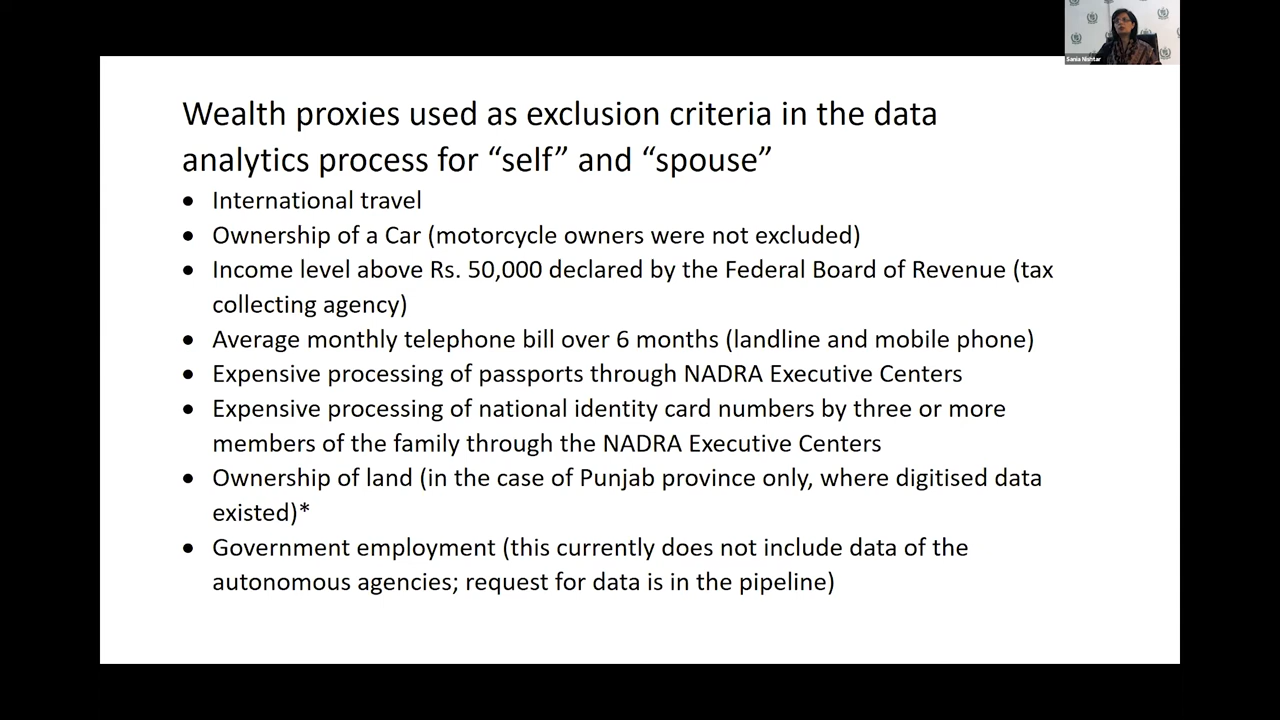 Sania Nishtar
Wealth proxies used as exclusion criteria in the data
analytics process for “self” and “spouse”
• International travel
• Ownership of a Car (motorcycle owners were not excluded)
• Income level above Rs. 50,000 declared by the Federal Board of Revenue (tax
collecting agency)
• Average monthly telephone bill over 6 months (landline and mobile phone)
• Expensive processing of passports through NADRA Executive Centers
• Expensive processing of national identity card numbers by three or more
members of the family through the NADRA Executive Centers
• Ownership of land (in the case of Punjab province only, where digitised data
existed)*
• Government employment (this currently does not include data of the
autonomous agencies; request for data is in the pipeline)